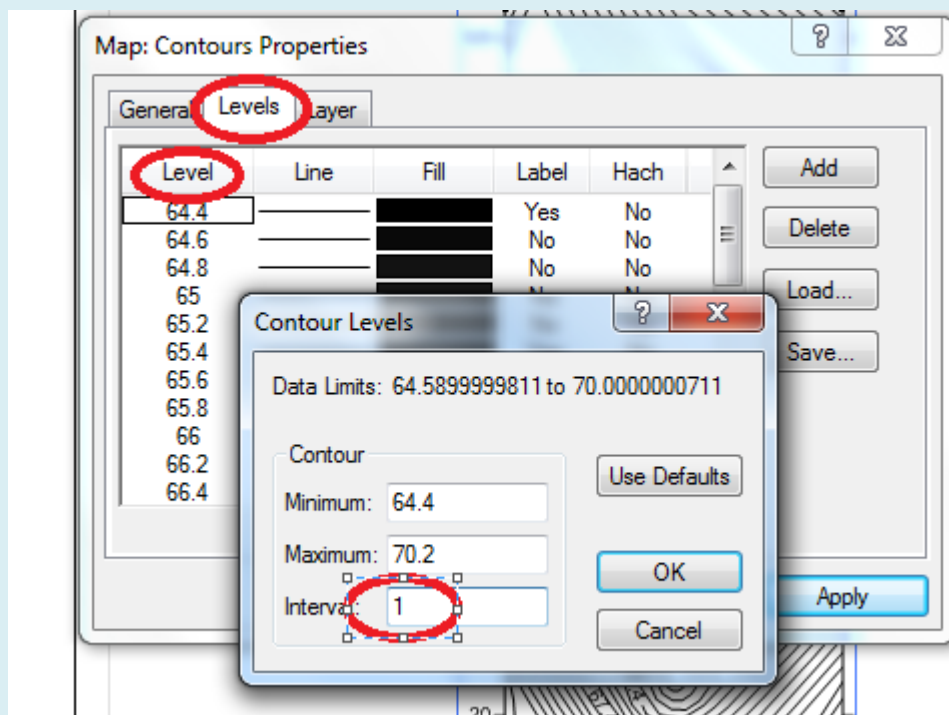 Map: Contours Properties
General Levels Layer
Level Line Fill Label Hach
64.4 Yes No
64.6 No No
64.8 No No
65
65.2
65.4
65.6
65.8
66
66.2
66.4
Add
Delete
Load...
Save...
Apply
Contour Levels
Data Limits: 64.5899999811 to 70.0000000711
Contour
Minimum: 64.4
Maximum: 70.2
Interval: 1
Use Defaults
OK
Cancel